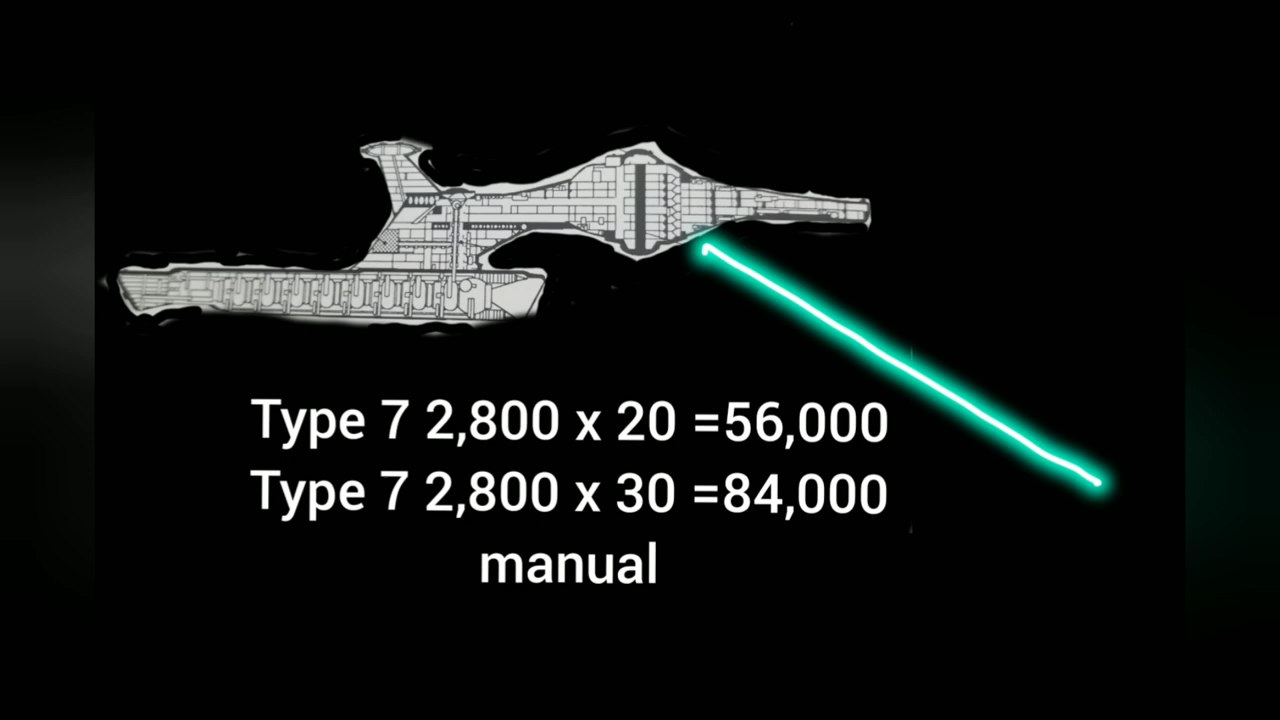 Type 7 2,800 x 20 =56,000
Type 7 2,800 x 30 =84,000
manual